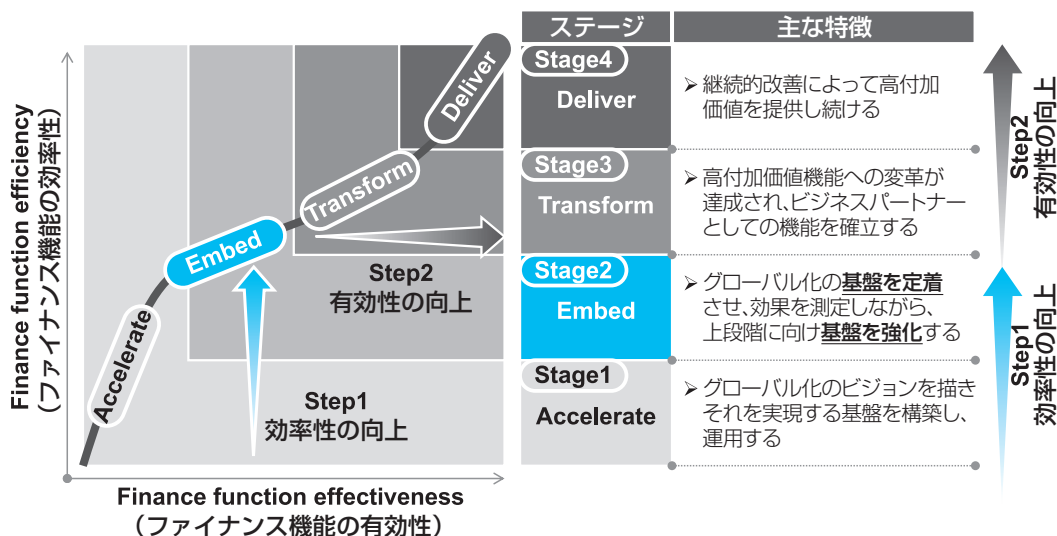 Finance function efficiency
（ファイナンス機能の効率性）
Accelerate
Embed
Transform
Deliver
Step1
効率性の向上
Step2
有効性の向上
Finance function effectiveness
（ファイナンス機能の有効性）
ステージ
主な特徴
Stage4
Deliver
➢ 継続的改善によって高付加
価値を提供し続ける
Stage3
Transform
➢ 高付加価値機能への変革が
達成され、ビジネスパートナー
としての機能を確立する
Stage2
Embed
➢ グローバル化の基盤を定着
させ、効果を測定しながら、
上段階に向け基盤を強化する
Stage1
Accelerate
➢ グローバル化のビジョンを描き
それを実現する基盤を構築し、
運用する
Step2
有効性の向上
Step1
効率性の向上